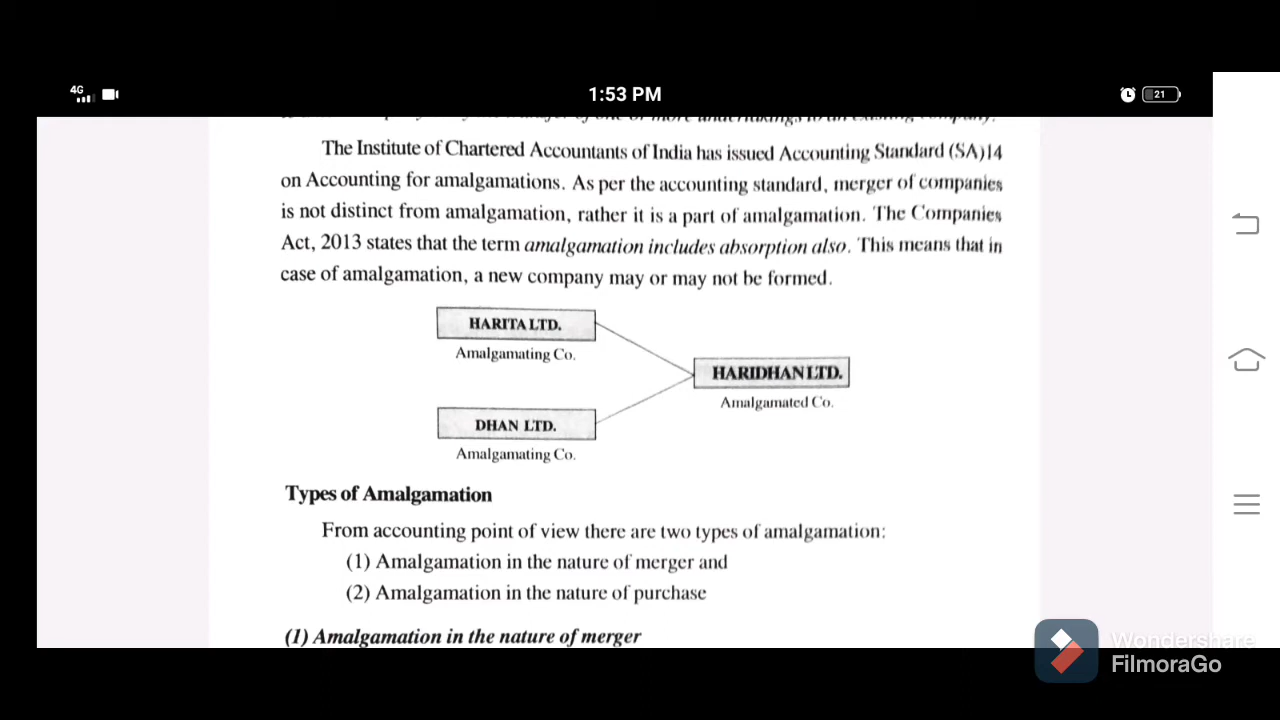 4G
1:53 PM
21
The Institute of Chartered Accountants of India has issued Accounting Standard (SA)14
on Accounting for amalgamations. As per the accounting standard, merger of companies
is not distinct from amalgamation, rather it is a part of amalgamation. The Companies
Act, 2013 states that the term amalgamation includes absorption also. This means that in
case of amalgamation, a new company may or may not be formed.
HARITA LTD.
Amalgamating Co.
HARIDHAN LTD.
Amalgamated Co.
DHAN LTD.
Amalgamating Co.
Types of Amalgamation
From accounting point of view there are two types of amalgamation:
(1) Amalgamation in the nature of merger and
(2) Amalgamation in the nature of purchase
(1) Amalgamation in the nature of merger
Wondershare
FilmoraGo